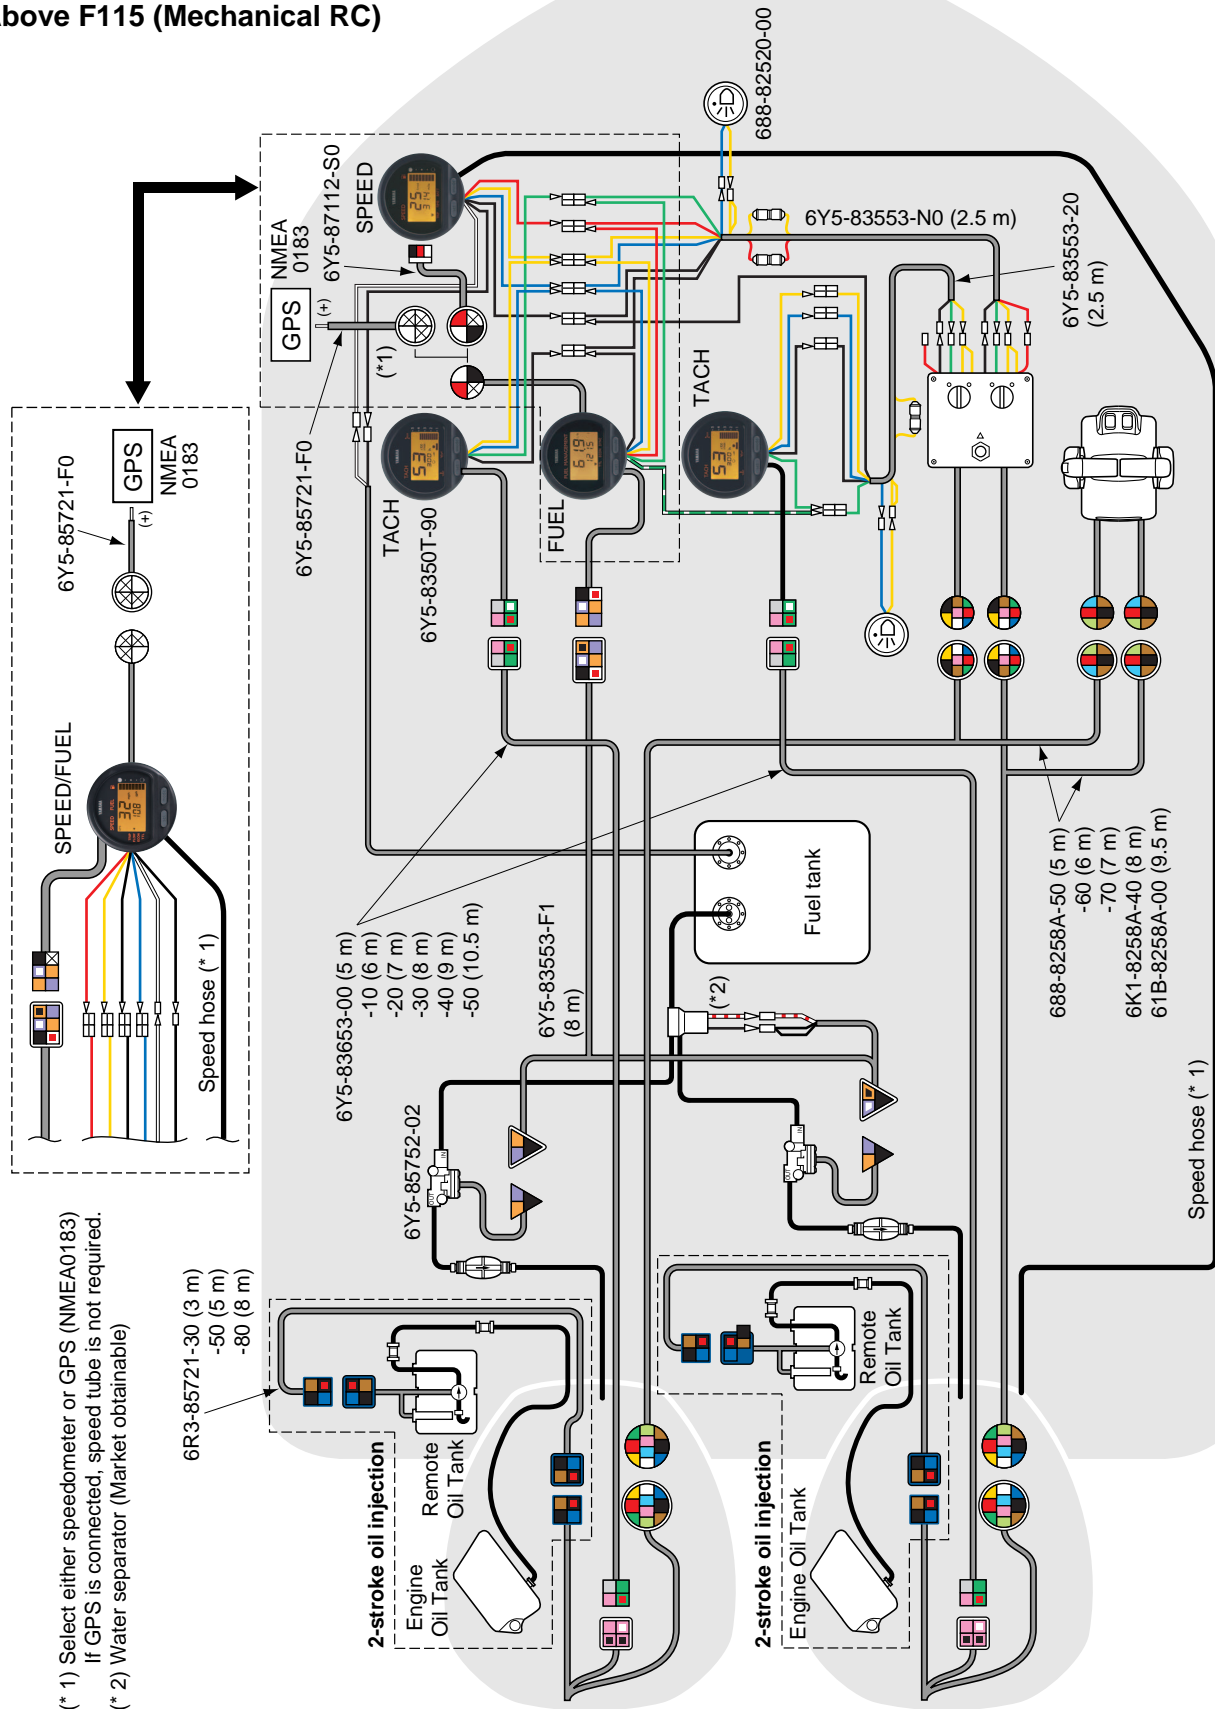 Above F115 (Mechanical RC)
688-82520-00
SPEED
NMEA
0183
6Y5-87112-S0
GPS
(+)
(*1)
6Y5-85721-F0
6Y5-83553-N0 (2.5 m)
6Y5-83553-20
(2.5 m)
TACH
TACH
6Y5-8350T-90
FUEL
6Y5-85721-F0
GPS
NMEA
0183
(+)
SPEED/FUEL
Speed hose (* 1)
6Y5-83653-00 (5 m)
-10 (6 m)
-20 (7 m)
-30 (8 m)
-40 (9 m)
-50 (10.5 m)
6Y5-83553-F1
(8 m)
Fuel tank
(*2)
688-8258A-50 (5 m)
-60 (6 m)
-70 (7 m)
6K1-8258A-40 (8 m)
61B-8258A-00 (9.5 m)
6Y5-85752-02
IN
OUT
IN
OUT
Speed hose (* 1)
(* 1) Select either speedometer or GPS (NMEA0183)
If GPS is connected, speed tube is not required.
(* 2) Water separator (Market obtainable)
6R3-85721-30 (3 m)
-50 (5 m)
-80 (8 m)
Remote
Oil Tank
2-stroke oil injection
Engine
Oil Tank
Remote
Oil Tank
2-stroke oil injection
Engine Oil Tank